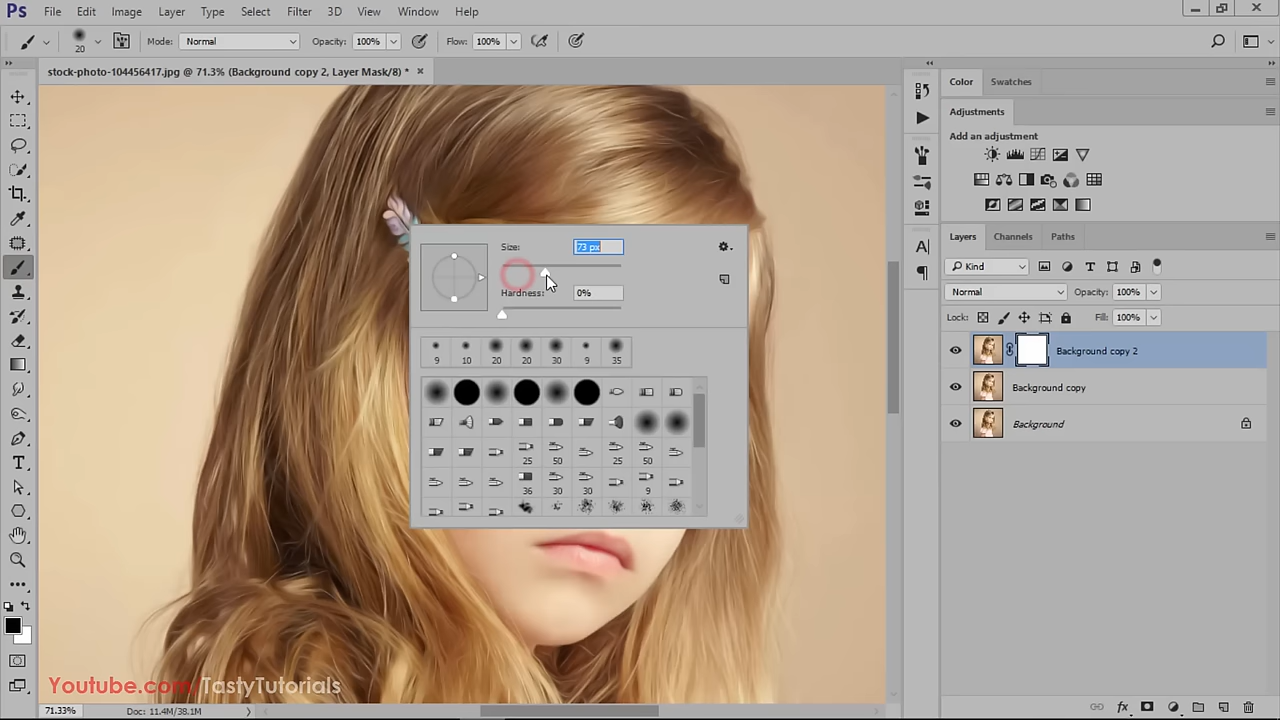 Ps File Edit Image Layer Type Select Filter 3D View Window Help
20 Mode: Normal Opacity: 100% Flow: 100%
stock-photo-104456417.jpg @ 71.3% (Background copy 2, Layer Mask/8) * ×
Color Swatches
Adjustments
Add an adjustment
Layers Channels Paths
Kind
Normal Opacity: 100%
Lock: Fill: 100%
Background copy 2
Background copy
Background
Size: 73 px
Hardness: 0%
9 10 20 20 30 9 35
25 50 25 50
36 30 30 9
Youtube.com/TastyTutorials
71.33% Doc: 11.4M/38.1M